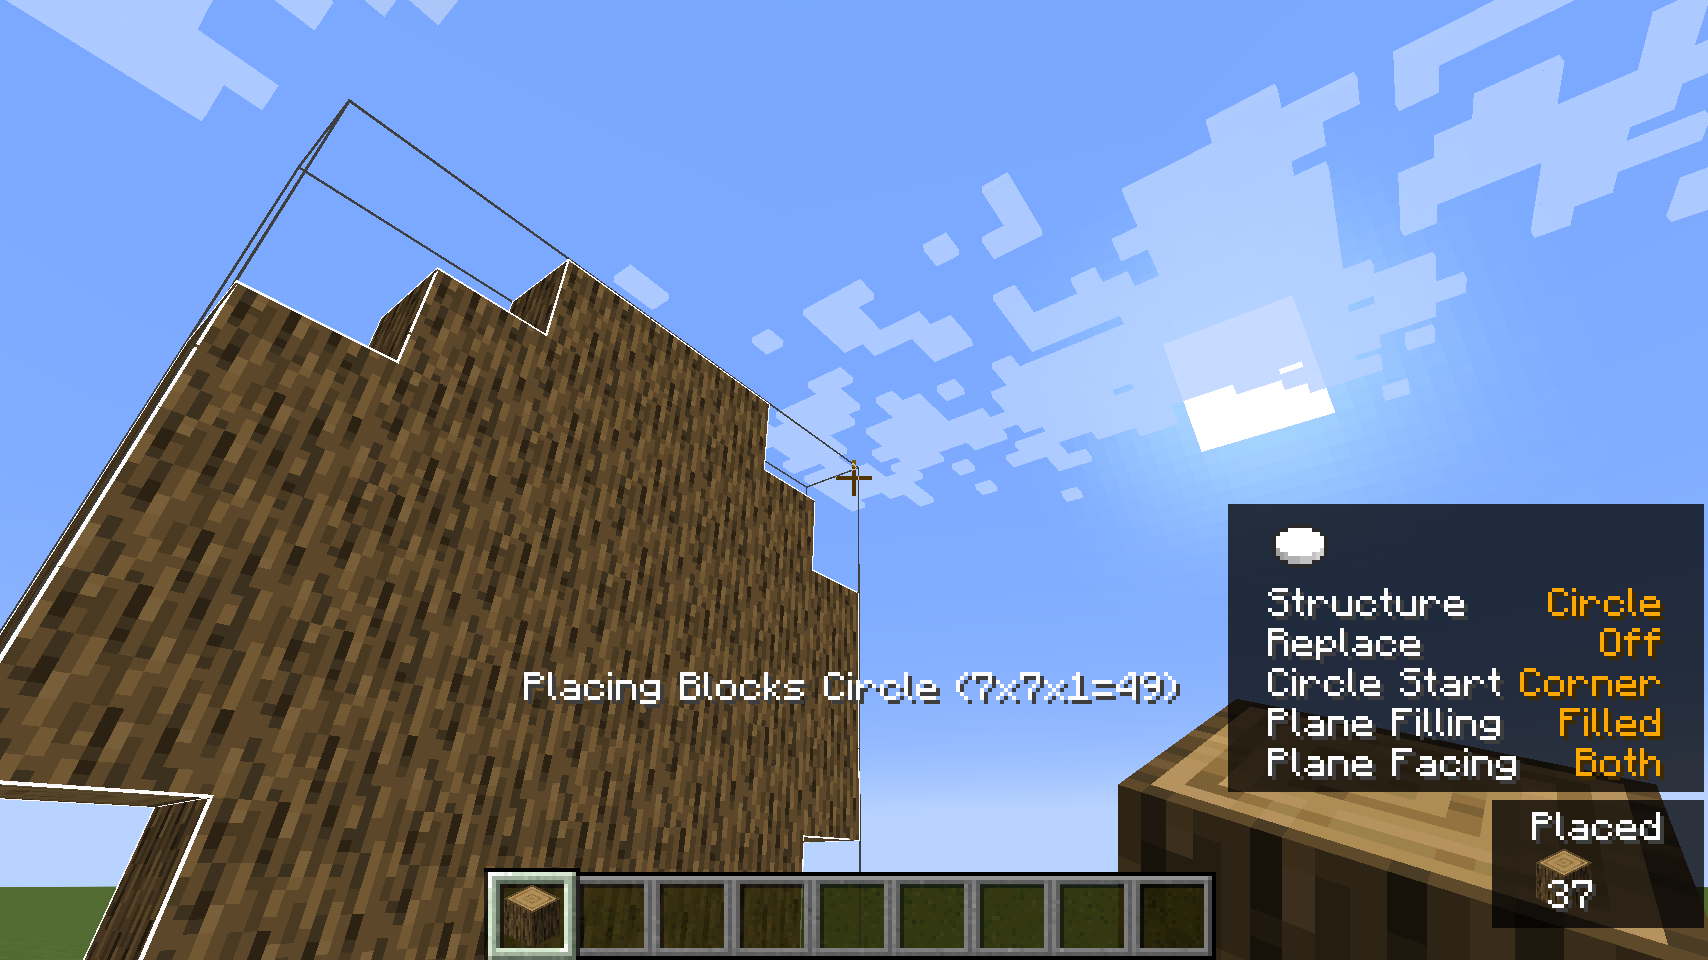 Placing Blocks Circle (7x7x1=49)
Structure Circle
Replace Off
Circle Start Corner
Plane Filling Filled
Plane Facing Both
Placed
37